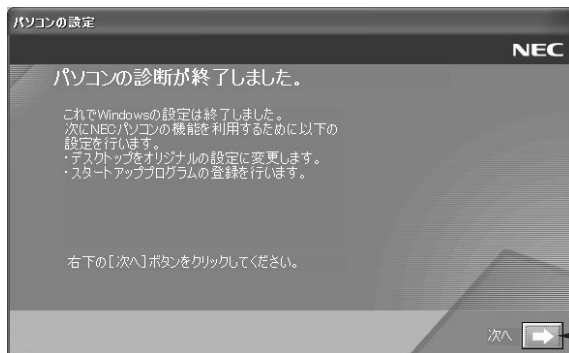 パソコンの設定
NEC
パソコンの診断が終了しました。
これでWindowsの設定は終了しました。
次にNECパソコンの機能を利用するために以下の
設定を行います。
・デスクトップをオリジナルの設定に変更します。
・スタートアッププログラムの登録を行います。
右下の[次へ]ボタンをクリックしてください。
次へ